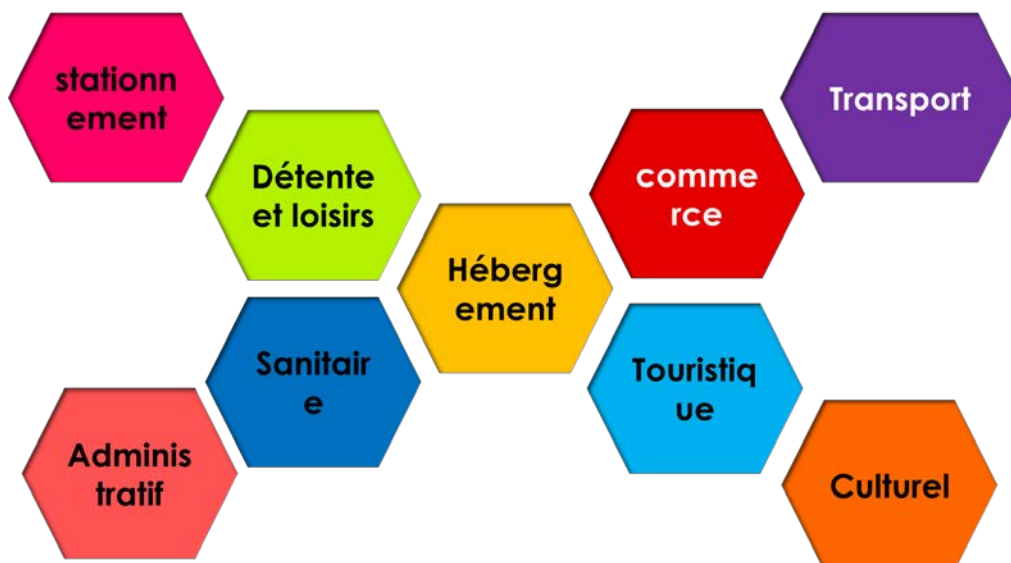 stationn
ement
Transport
Détente
et loisirs
comme
rce
Héberg
ement
Sanitair
e
Touristiq
ue
Adminis
tratif
Culturel